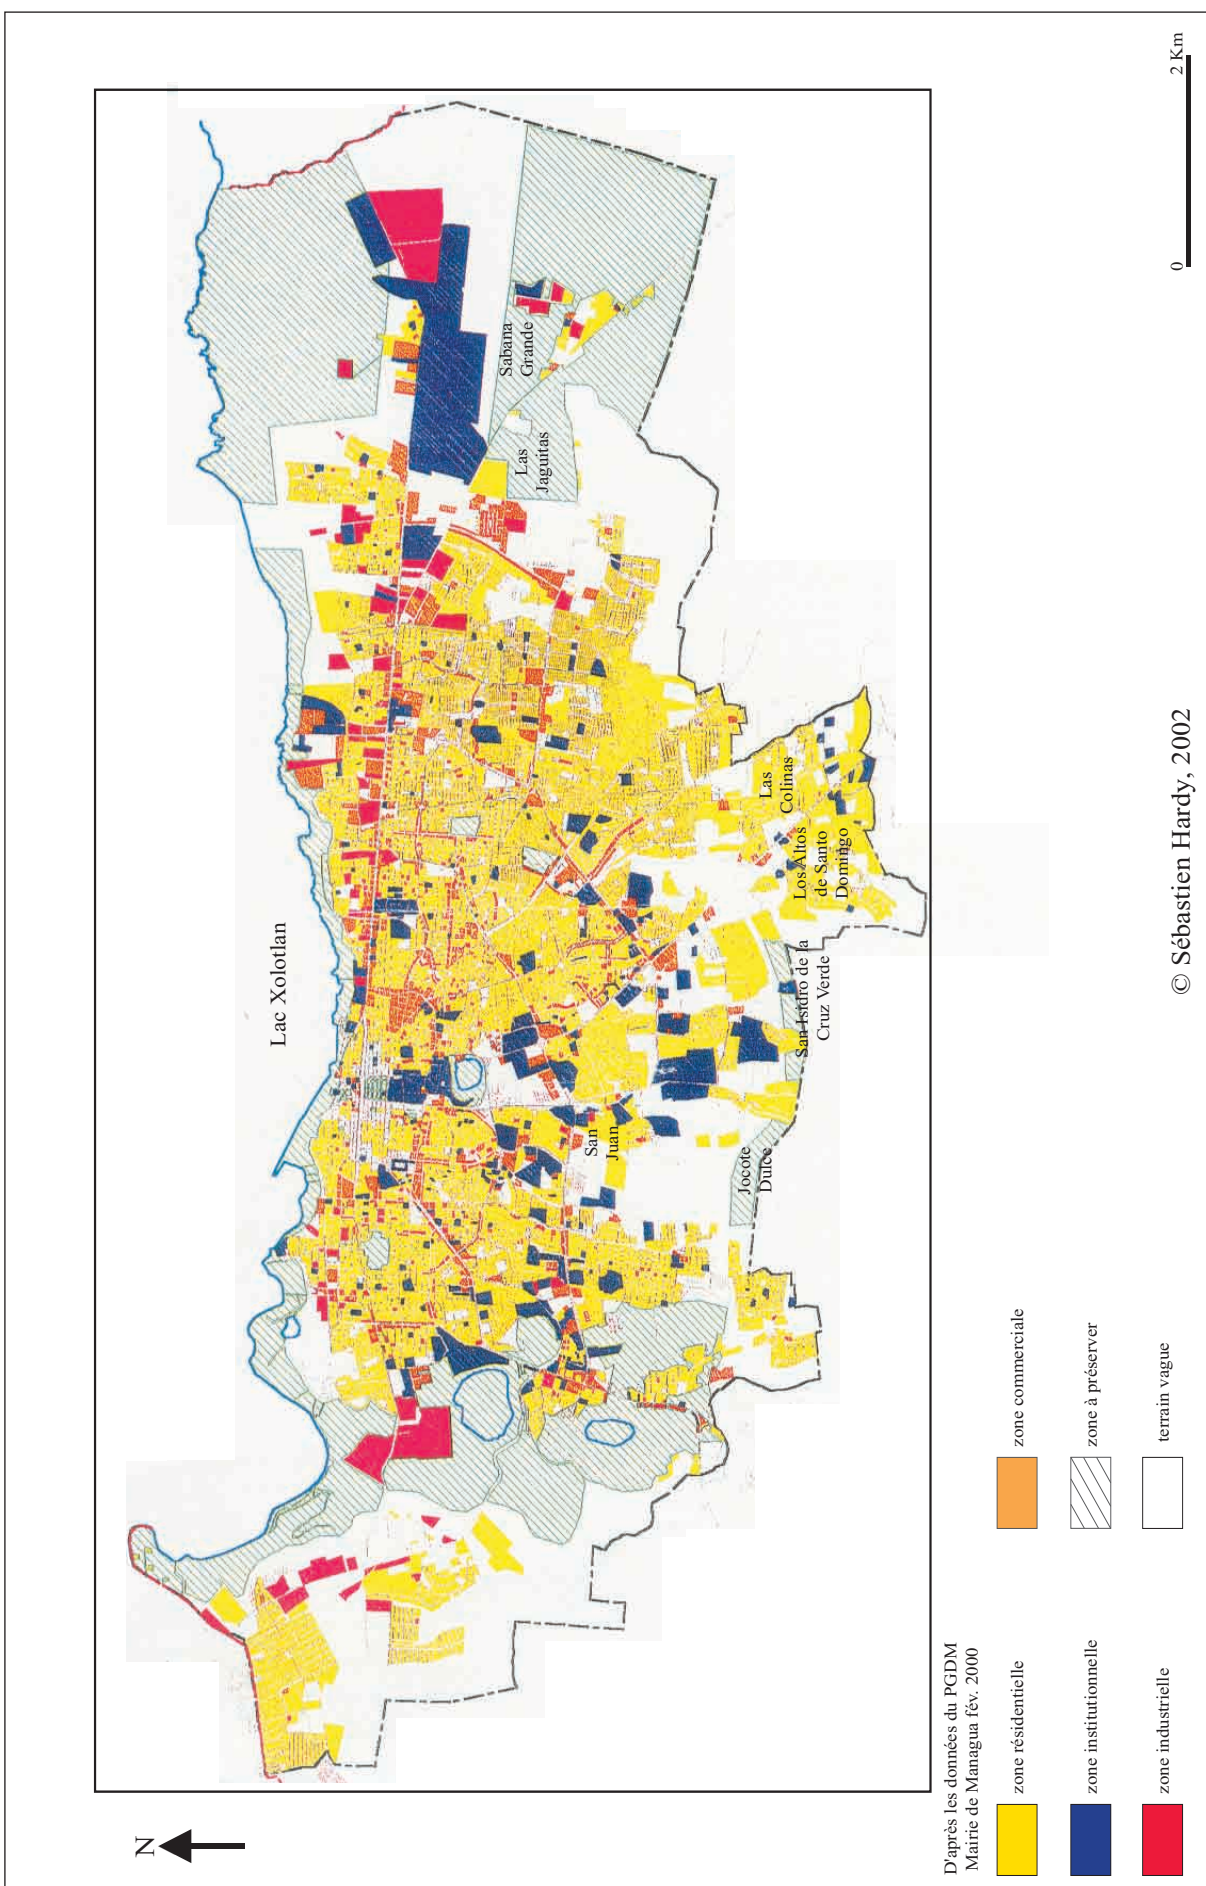 N
Lac Xolotlan
Sabana
Grande
Las
Jaguitas
San
Juan
Las
Colinas
Los Altos
de Santo
Domingo
San Isidro de la
Cruz Verde
Jocote
Dulce
D'après les données du PGDM
Mairie de Managua fév. 2000
zone résidentielle
zone commerciale
zone institutionnelle
zone à préserver
zone industrielle
terrain vague
© Sébastien Hardy, 2002
0 2 Km